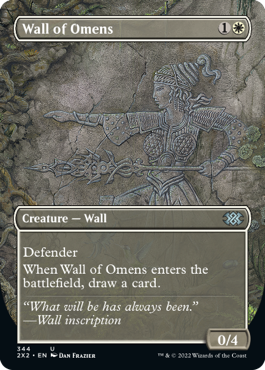 Wall of Omens 1
Creature — Wall
Defender
When Wall of Omens enters the
battlefield, draw a card.
“What will be has always been.”
—Wall inscription
0/4
344 U
2X2 • EN Dan Frazier
™ & © 2022 Wizards of the Coast